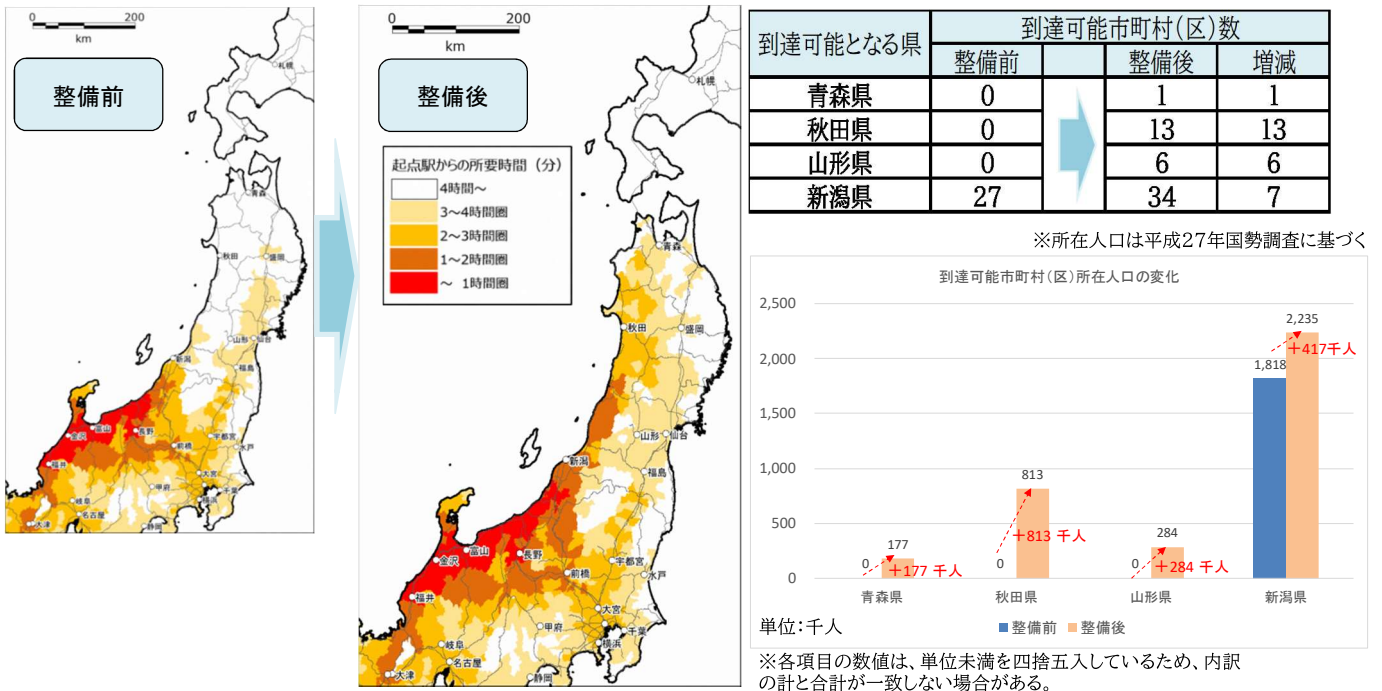 0 200
km
整備前
札幌
青森
秋田
盛岡
山形
仙台
新潟
福島
金沢
富山
長野
前橋
宇都宮
水戸
福井
大宮
甲府
千葉
横浜
岐阜
名古屋
大津
静岡
0 200
km
整備後
起点駅からの所要時間(分)
4時間~
3~4時間圏
2~3時間圏
1~2時間圏
~ 1時間圏
札幌
青森
秋田
盛岡
山形
仙台
新潟
福島
金沢
富山
長野
前橋
宇都宮
水戸
福井
大宮
甲府
千葉
横浜
岐阜
名古屋
大津
静岡
到達可能となる県 到達可能市町村(区)数
整備前 整備後 増減
青森県 0 1 1
秋田県 0 13 13
山形県 0 6 6
新潟県 27 34 7
※所在人口は平成27年国勢調査に基づく
到達可能市町村(区)所在人口の変化
2,500
2,000
1,500
1,000
500
0
0 177 +177 千人
0 813 +813 千人
0 284 +284 千人
1,818 2,235 +417千人
青森県 秋田県 山形県 新潟県
単位:千人
整備前 整備後
※各項目の数値は、単位未満を四捨五入しているため、内訳
の計と合計が一致しない場合がある。